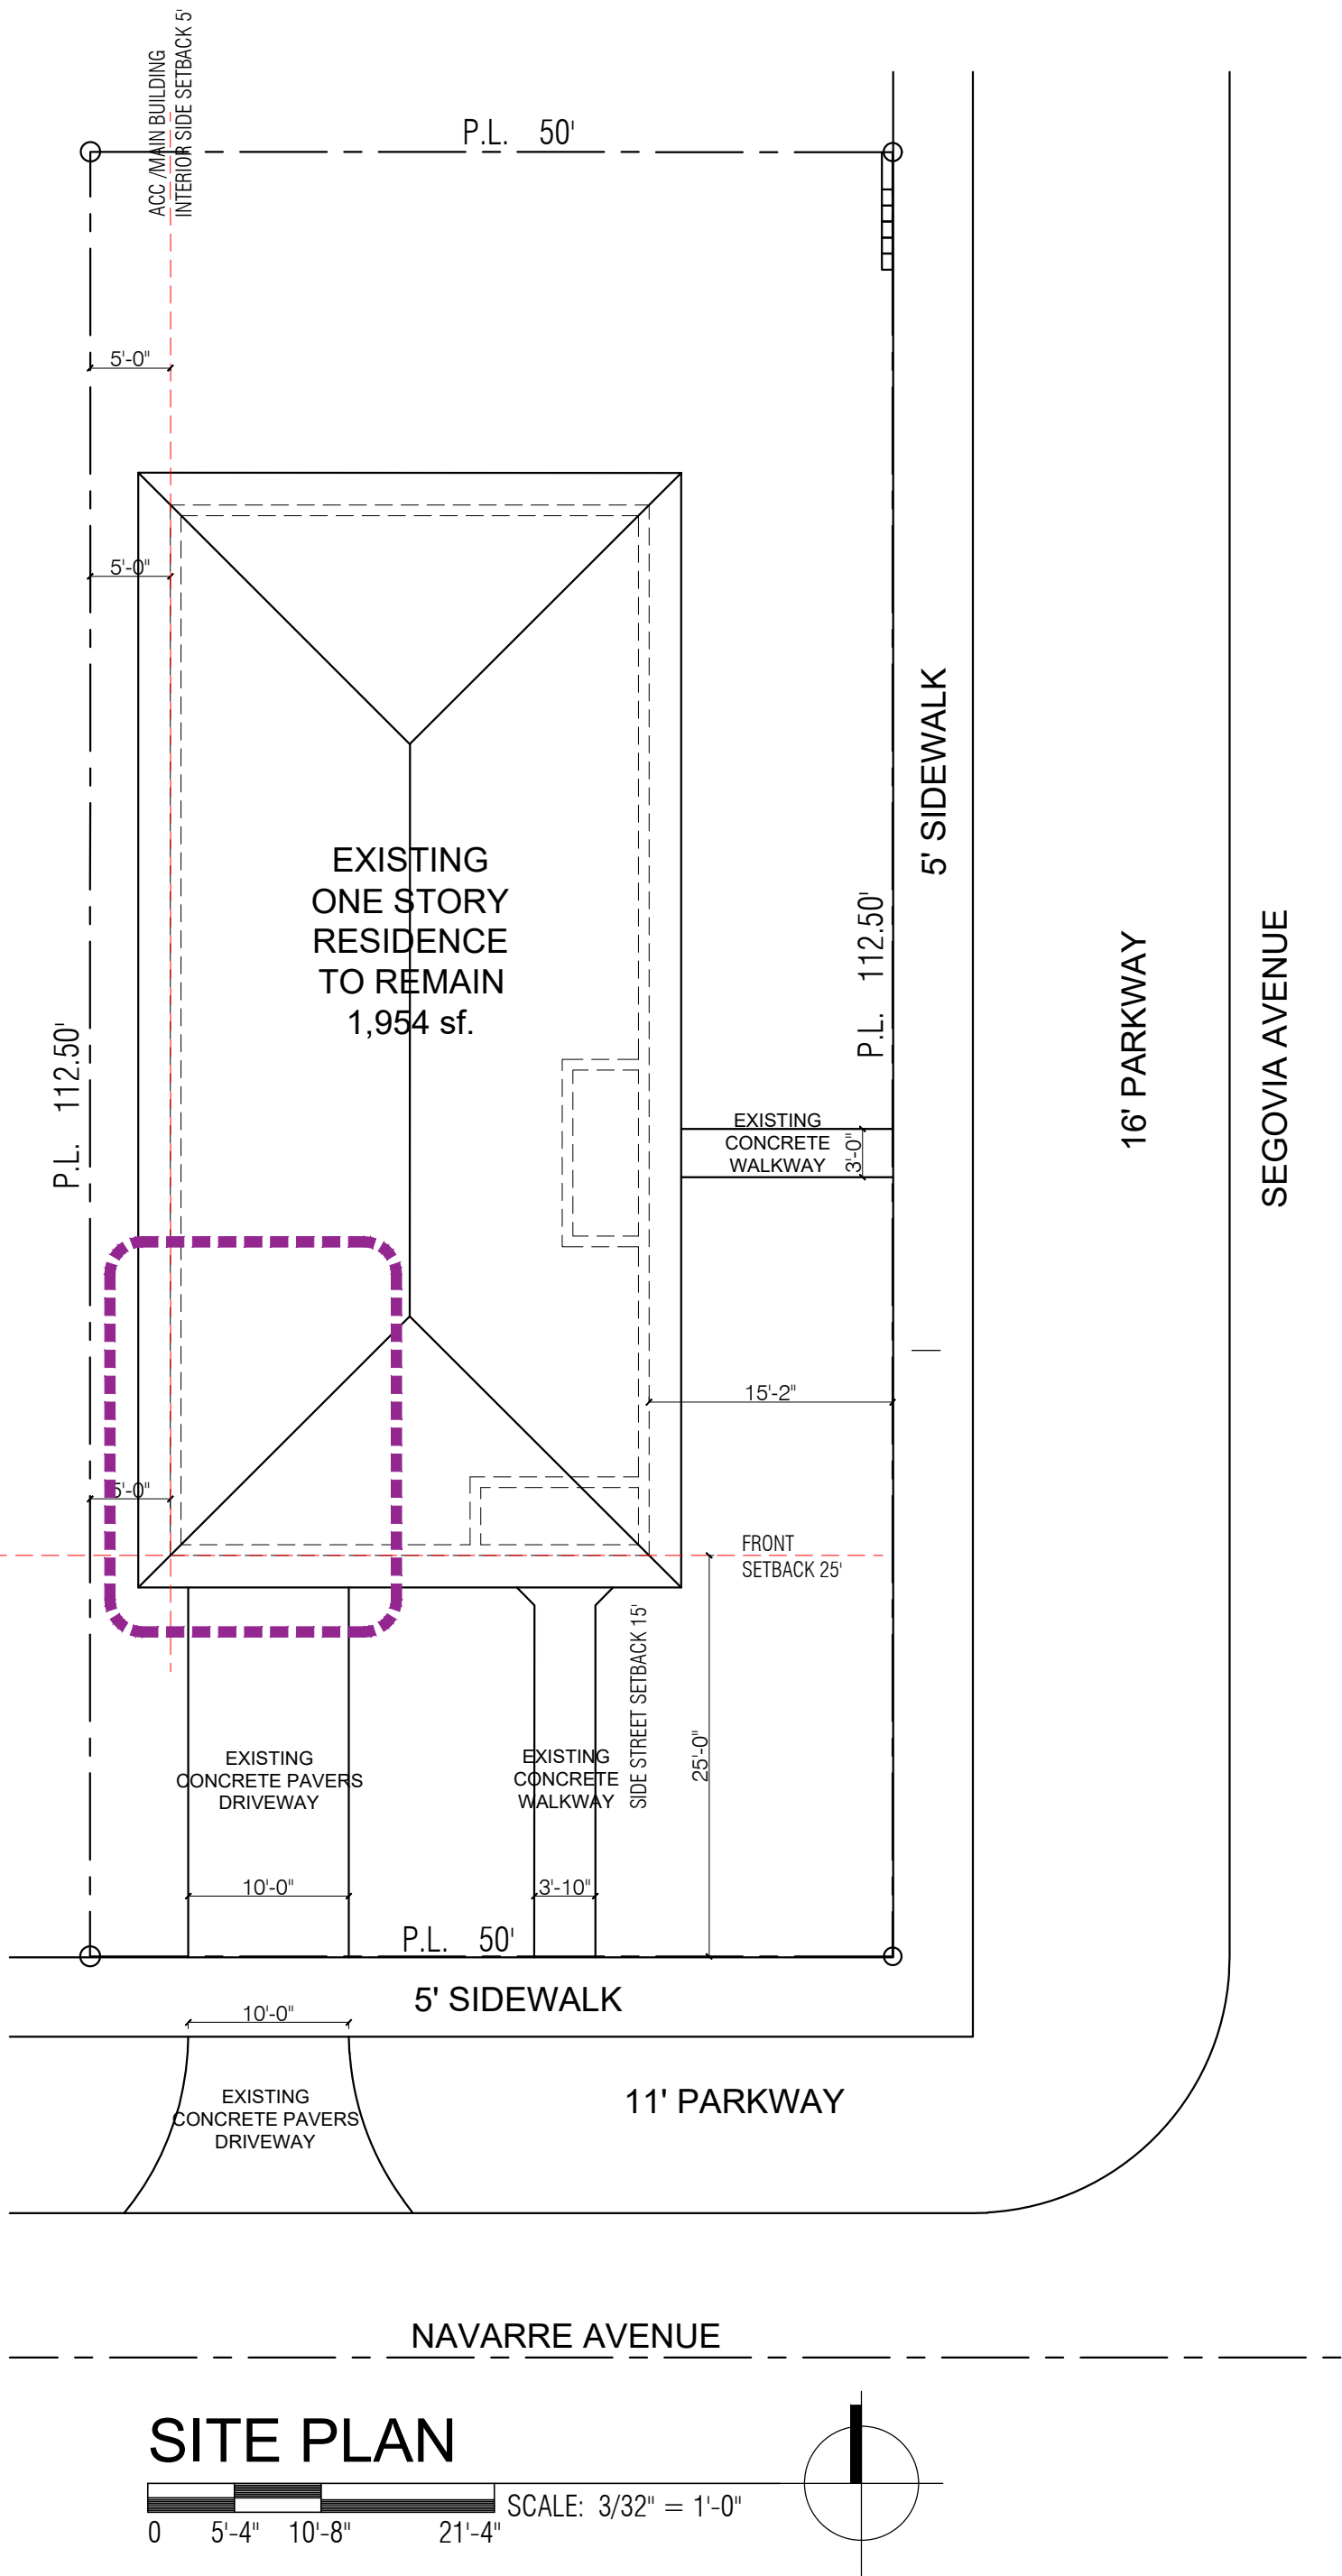 ACC /MAIN BUILDING
INTERIOR SIDE SETBACK 5'
P.L. 50'
5'-0"
5'-0"
5' SIDEWALK
EXISTING
ONE STORY
RESIDENCE
TO REMAIN
1,954 sf.
P.L. 112.50'
P.L. 112.50'
16' PARKWAY
SEGOVIA AVENUE
EXISTING
CONCRETE
WALKWAY
3'-0"
15'-2"
5'-0"
FRONT
SETBACK 25'
SIDE STREET SETBACK 15'
25'-0"
EXISTING
CONCRETE PAVERS
DRIVEWAY
EXISTING
CONCRETE
WALKWAY
10'-0"
3'-10"
P.L. 50'
5' SIDEWALK
10'-0"
EXISTING
CONCRETE PAVERS
DRIVEWAY
11' PARKWAY
NAVARRE AVENUE
SITE PLAN
SCALE: 3/32" = 1'-0"
0 5'-4" 10'-8" 21'-4"